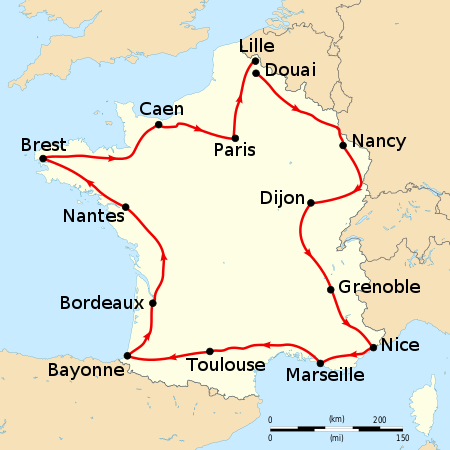 Lille
Douai
Caen
Paris
Brest
Nancy
Dijon
Nantes
Grenoble
Bordeaux
Nice
Bayonne
Toulouse
Marseille
0 (km) 200
0 (mi) 150